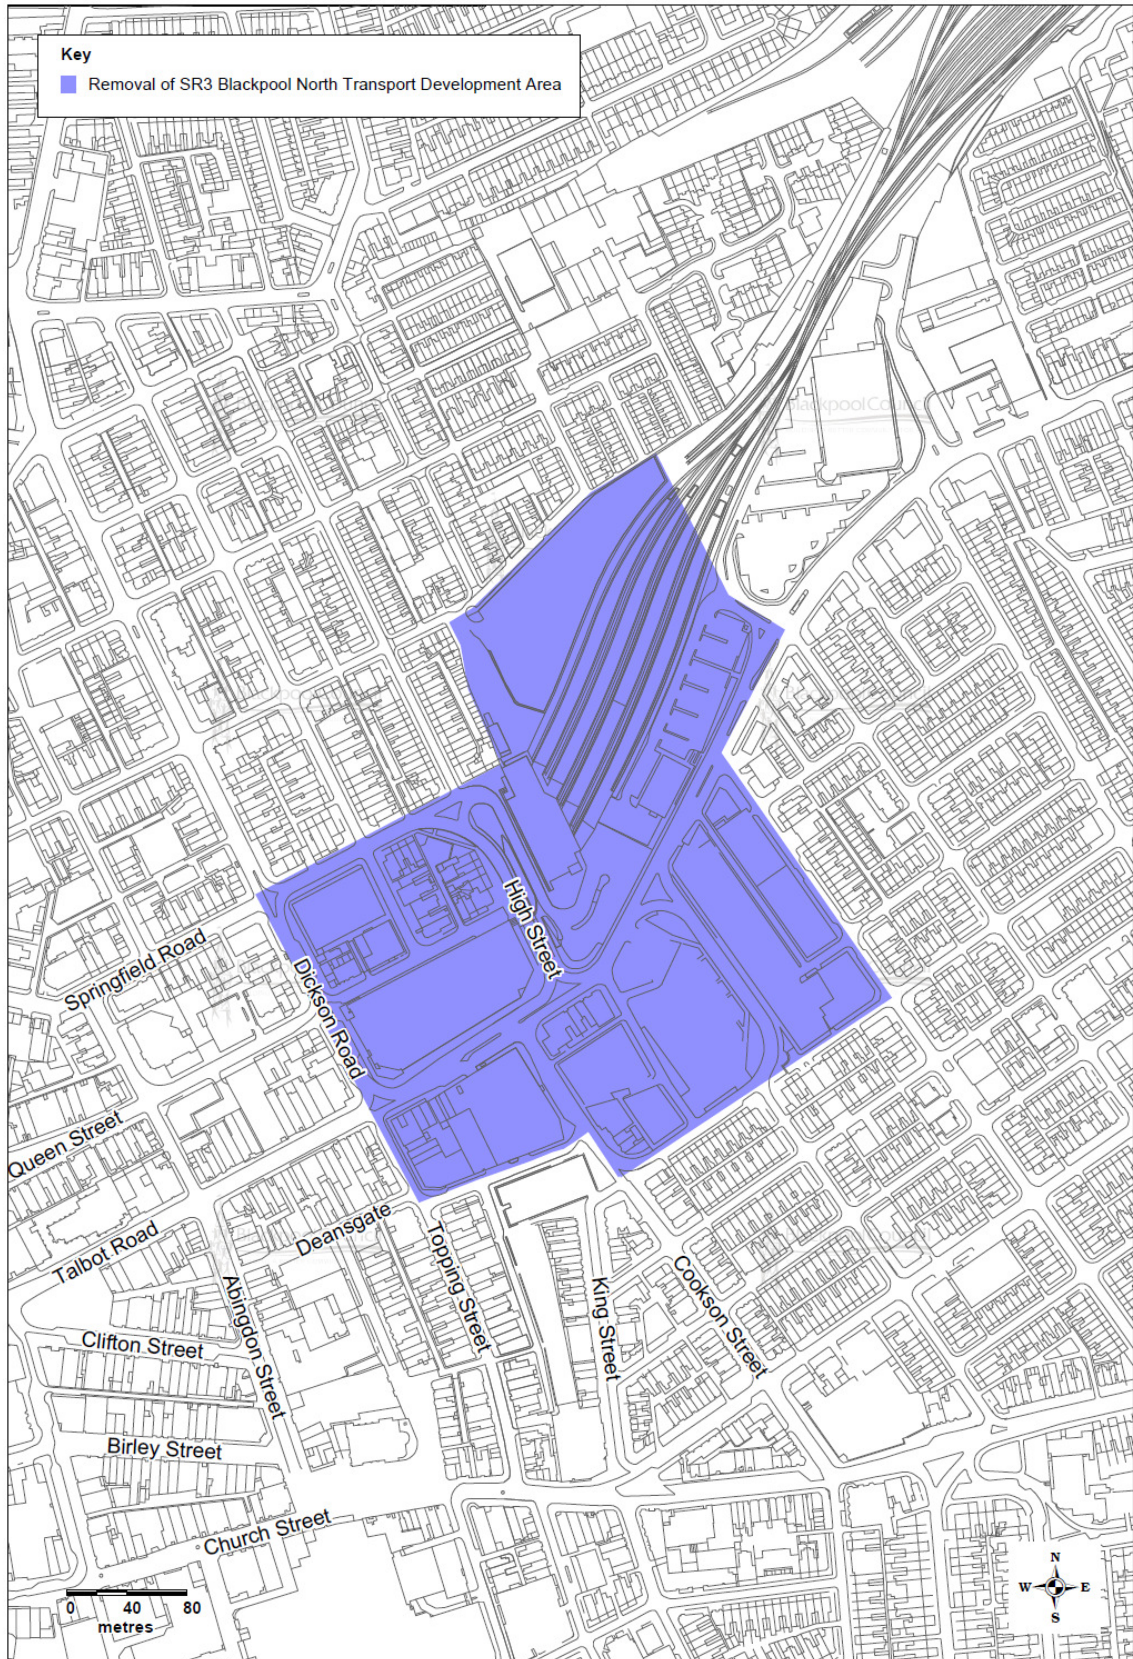 Key
Removal of SR3 Blackpool North Transport Development Area
BlackpoolCouncil
High Street
Springfield Road
Dickson Road
Queen Street
Talbot Road
Deansgate
Abingdon Street
Topping Street
King Street
Cookson Street
Clifton Street
Birley Street
Church Street
0 40 80
metres
N
W E
S